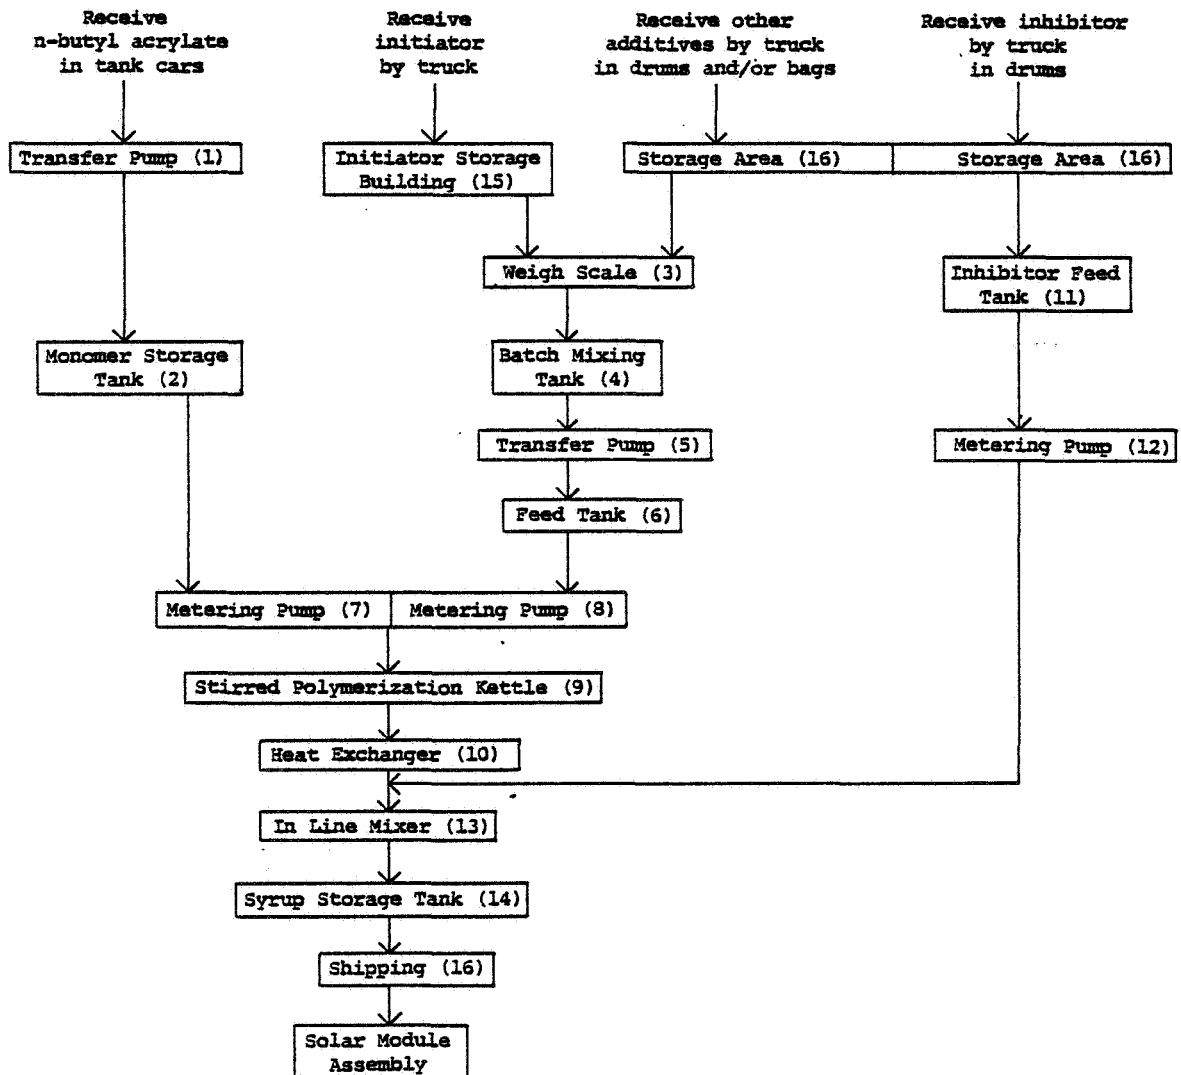 Receive
n-butyl acrylate
in tank cars
Receive
initiator
by truck
Receive other
additives by truck
in drums and/or bags
Receive inhibitor
by truck
in drums
Transfer Pump (1)
Initiator Storage
Building (15)
Storage Area (16)
Storage Area (16)
Weigh Scale (3)
Inhibitor Feed
Tank (11)
Monomer Storage
Tank (2)
Batch Mixing
Tank (4)
Transfer Pump (5)
Metering Pump (12)
Feed Tank (6)
Metering Pump (7)
Metering Pump (8)
Stirred Polymerization Kettle (9)
Heat Exchanger (10)
In Line Mixer (13)
Syrup Storage Tank (14)
Shipping (16)
Solar Module
Assembly